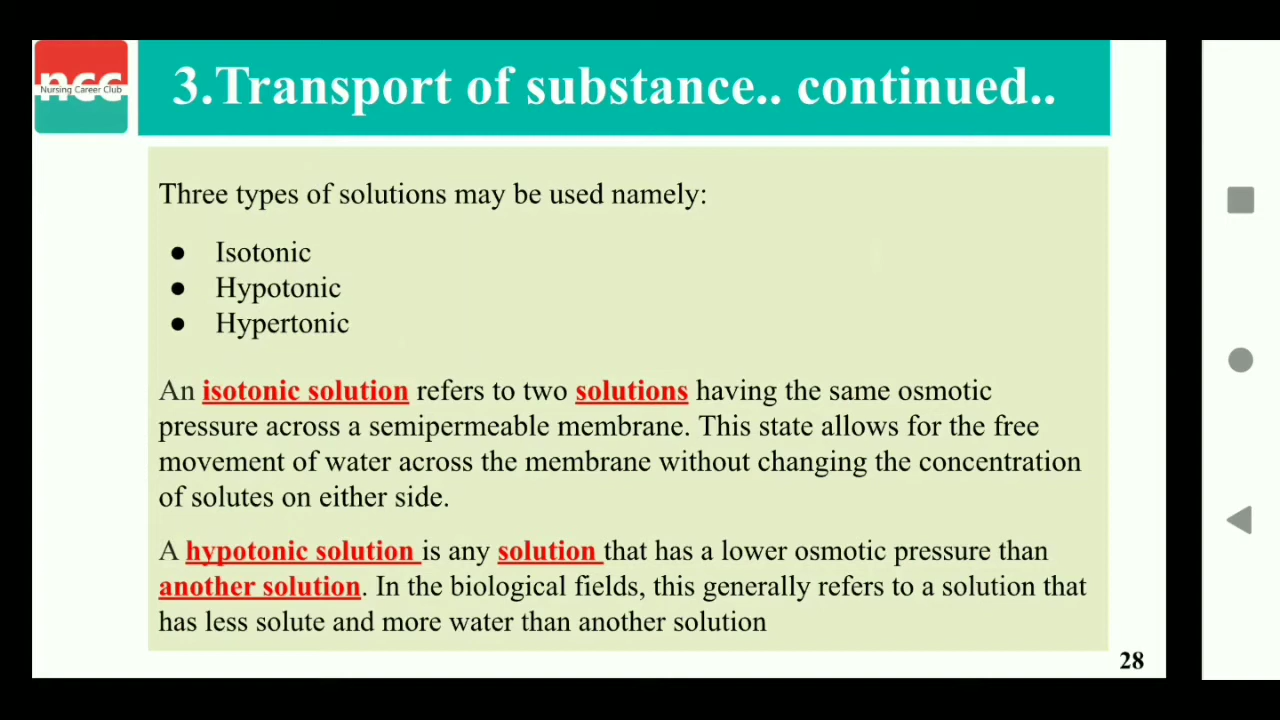 ncc
Nursing Career Club
3.Transport of substance.. continued..
Three types of solutions may be used namely:
● Isotonic
● Hypotonic
● Hypertonic
An isotonic solution refers to two solutions having the same osmotic
pressure across a semipermeable membrane. This state allows for the free
movement of water across the membrane without changing the concentration
of solutes on either side.
A hypotonic solution is any solution that has a lower osmotic pressure than
another solution. In the biological fields, this generally refers to a solution that
has less solute and more water than another solution
28